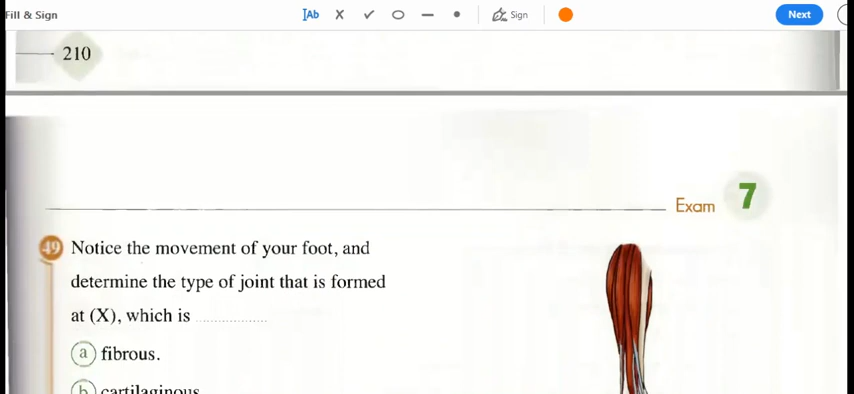 Fill & Sign
Ab
Sign
Next
210
Exam 7
49 Notice the movement of your foot, and
determine the type of joint that is formed
at (X), which is ..................
a fibrous.
b cartilaginous